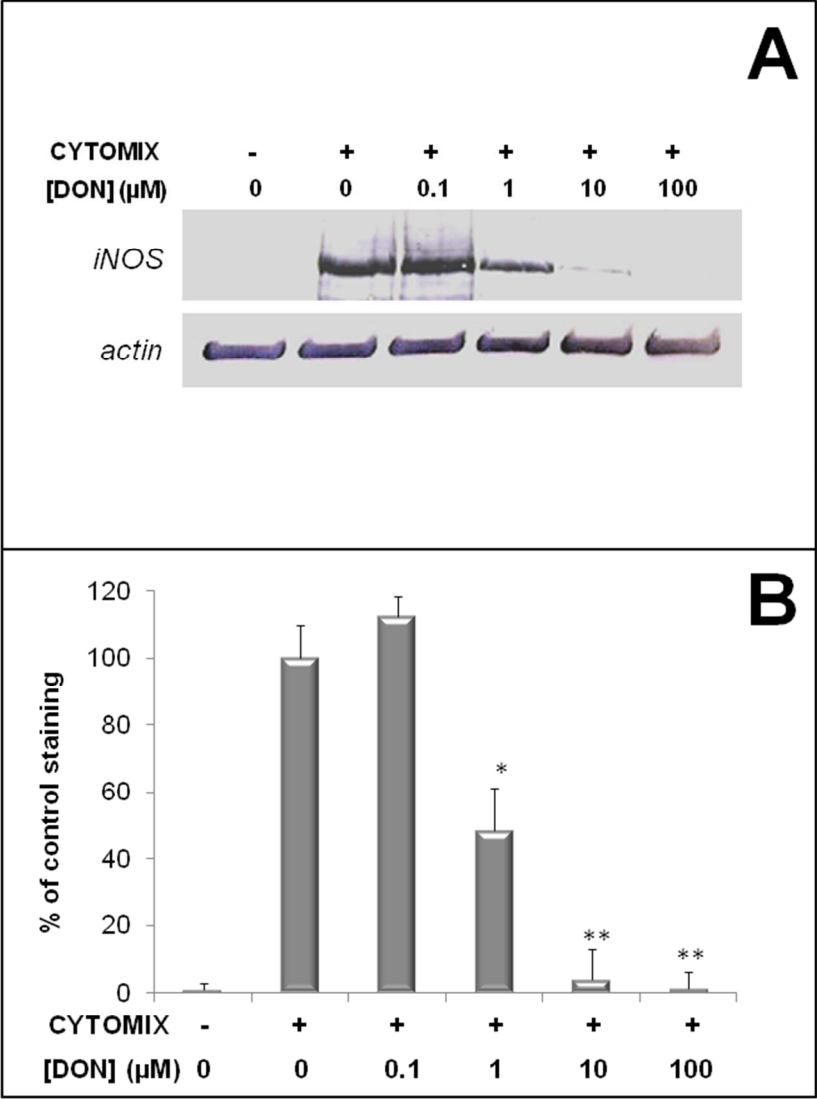 A
CYTOMIX - + + + + +
[DON] (µM) 0 0 0.1 1 10 100
iNOS
actin
B
120
100
80
60
40
20
0
% of control staining
*
**
**
CYTOMIX - + + + + +
[DON] (µM) 0 0 0.1 1 10 100